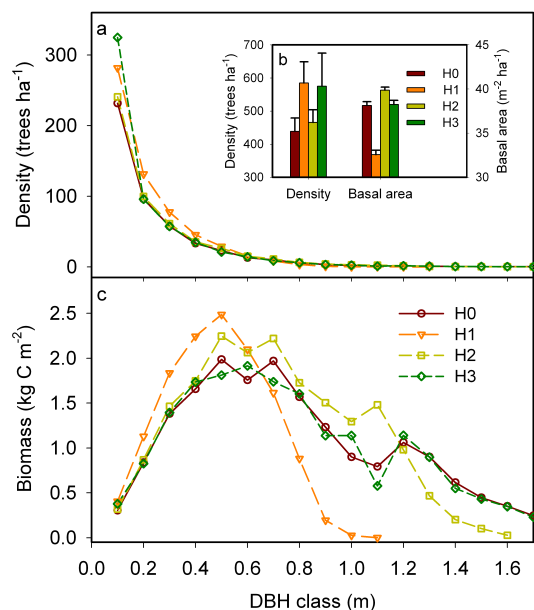 a
300
200
100
0
Density (trees ha⁻¹)
b
700
600
500
400
300
Density (trees ha⁻¹)
45
40
35
30
Basal area (m⁻² ha⁻¹)
H0
H1
H2
H3
Density Basal area
c
2.5
2.0
1.5
1.0
0.5
0.0
Biomass (kg C m⁻²)
H0
H1
H2
H3
0.0 0.2 0.4 0.6 0.8 1.0 1.2 1.4 1.6
DBH class (m)